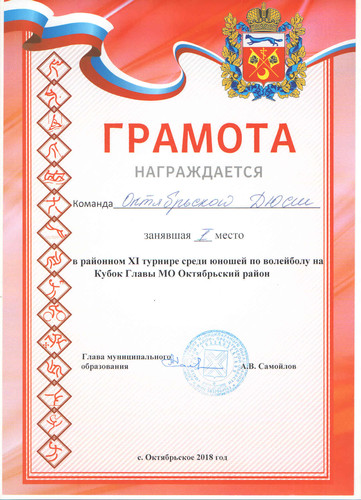 ГРАМОТА
НАГРАЖДАЕТСЯ
Команда Октябрьской ДЮСШ
занявшая I место
в районном XI турнире среди юношей по волейболу на
Кубок Главы МО Октябрьский район
Глава муниципального
образования А.В. Самойлов
с. Октябрьское 2018 год